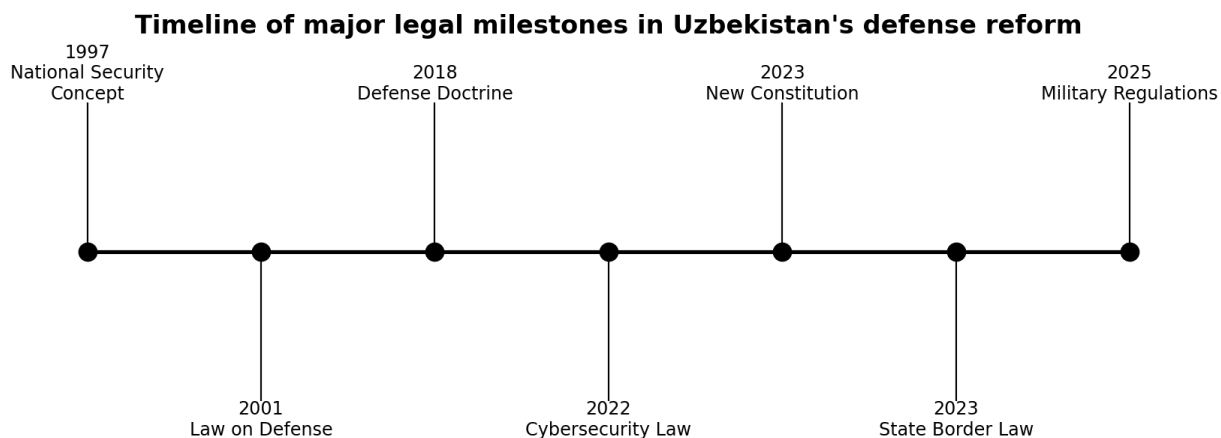 Timeline of major legal milestones in Uzbekistan's defense reform
1997
National Security
Concept
2001
Law on Defense
2018
Defense Doctrine
2022
Cybersecurity Law
2023
New Constitution
2023
State Border Law
2025
Military Regulations